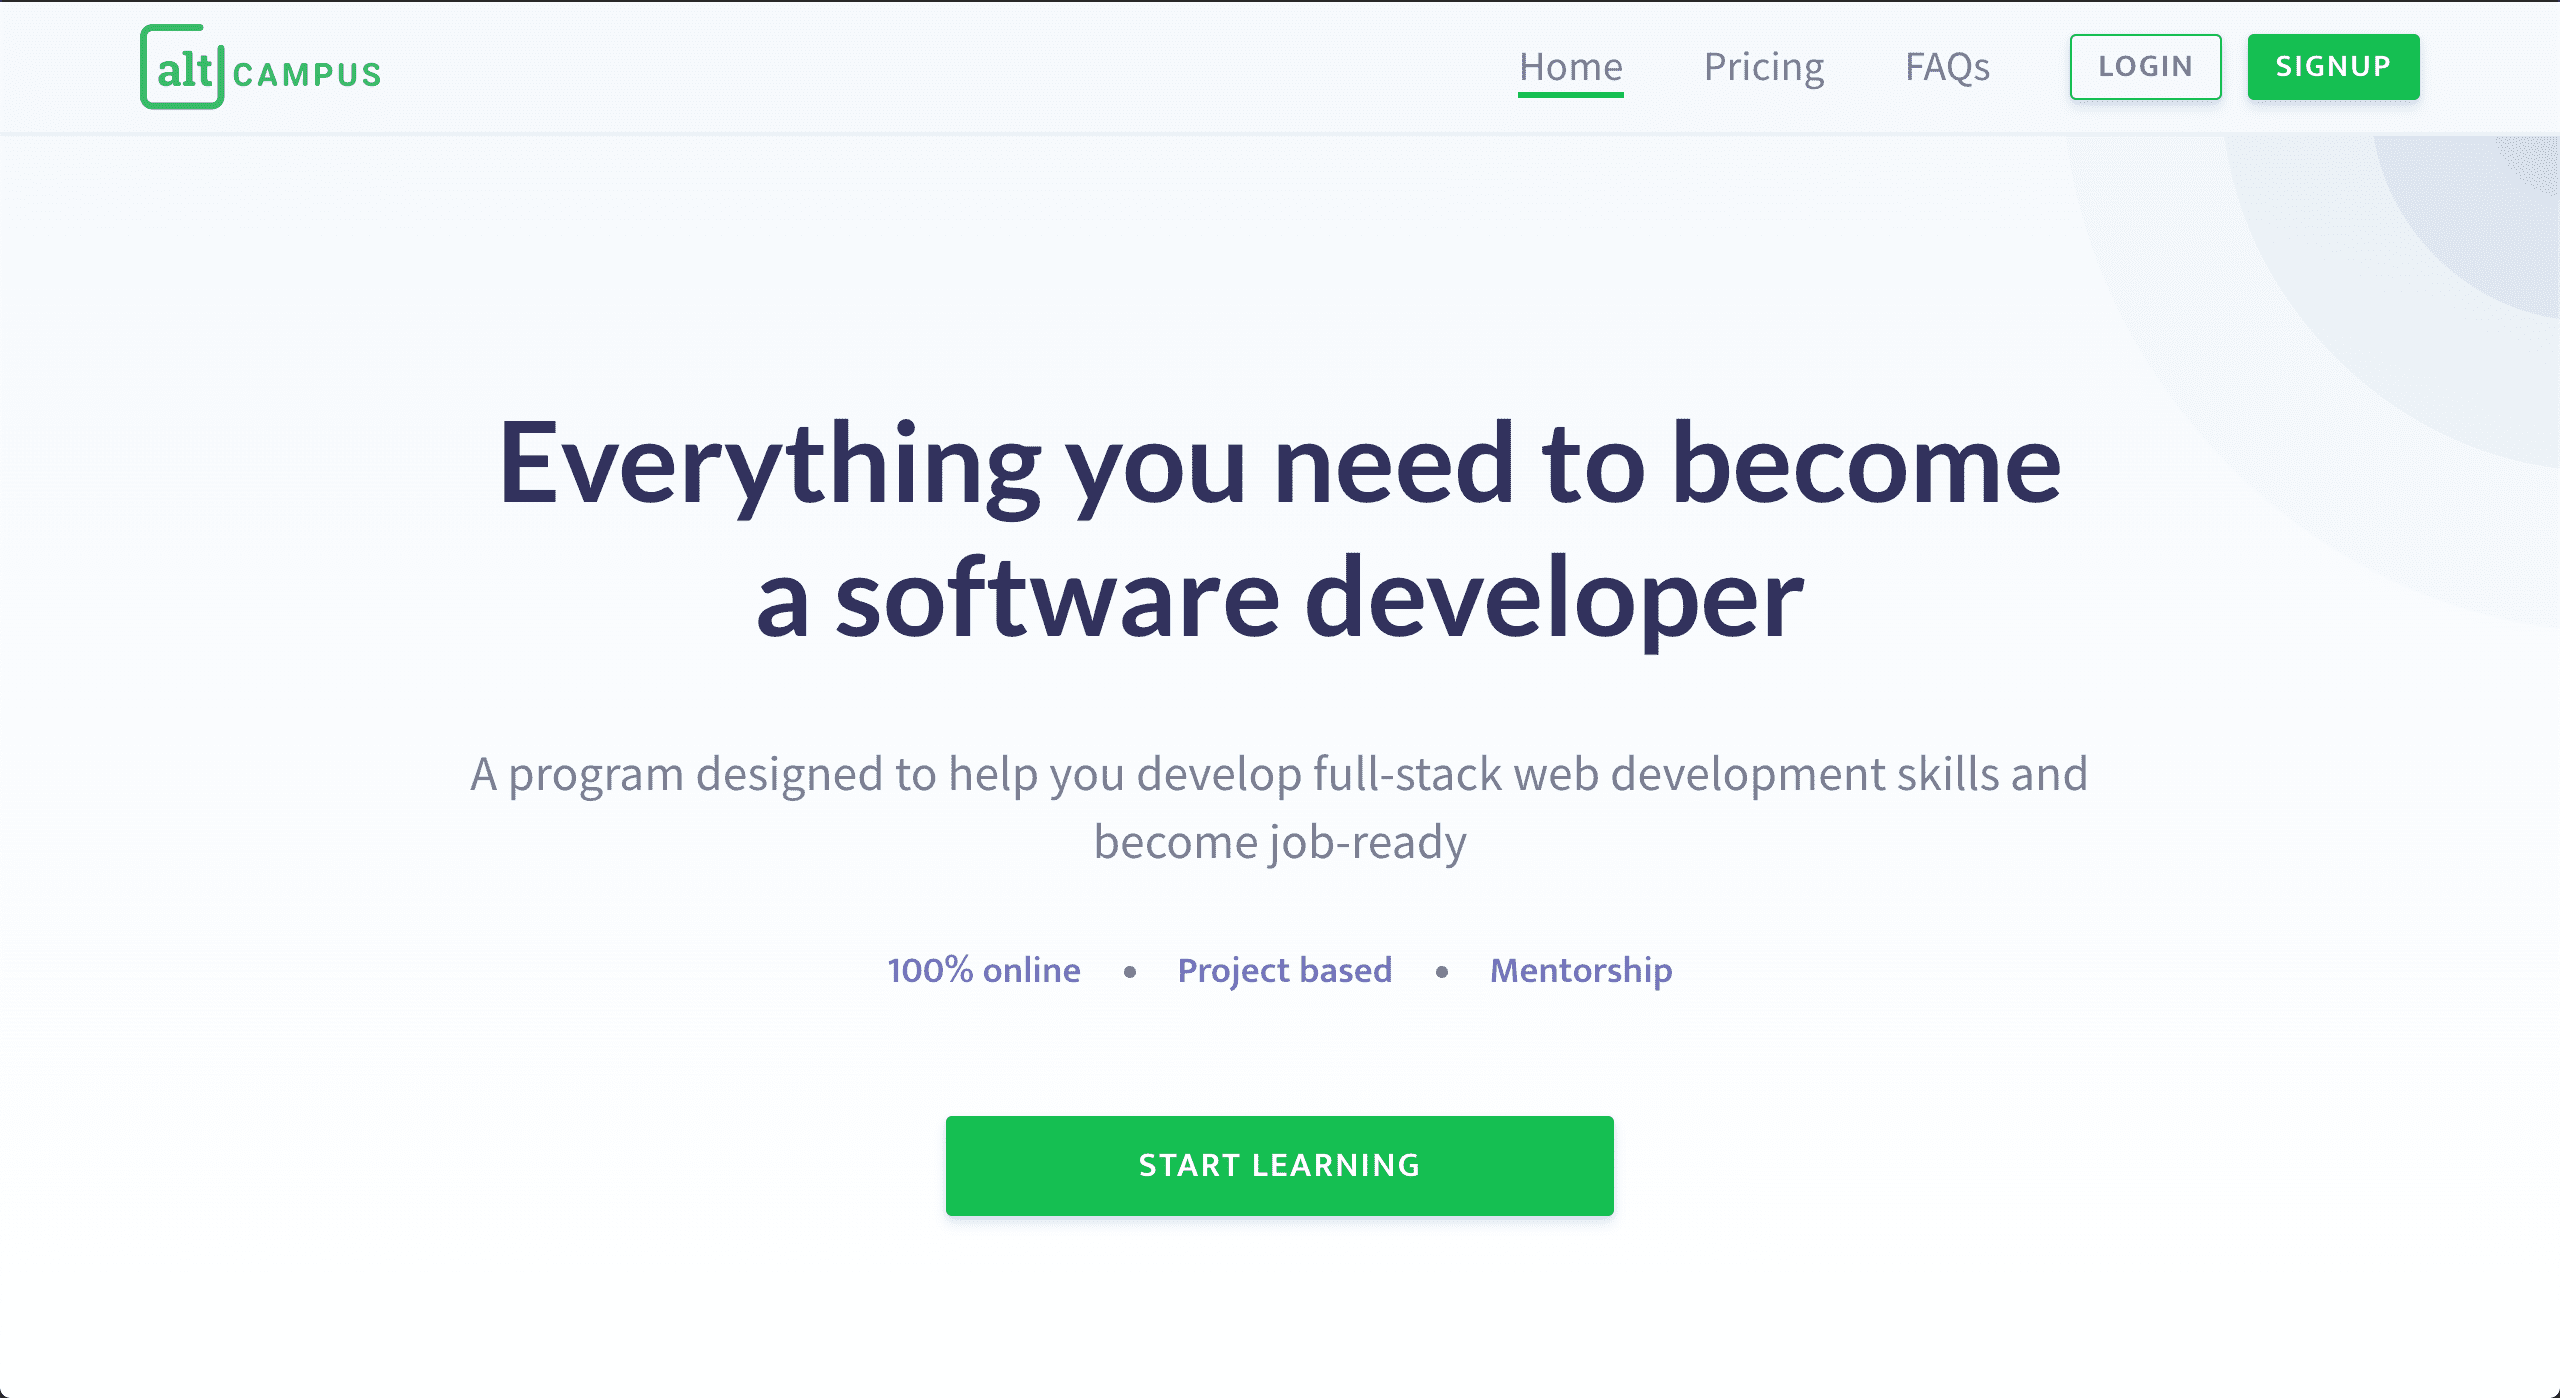 alt CAMPUS
Home Pricing FAQs LOGIN SIGNUP
Everything you need to become
a software developer
A program designed to help you develop full-stack web development skills and
become job-ready
100% online • Project based • Mentorship
START LEARNING